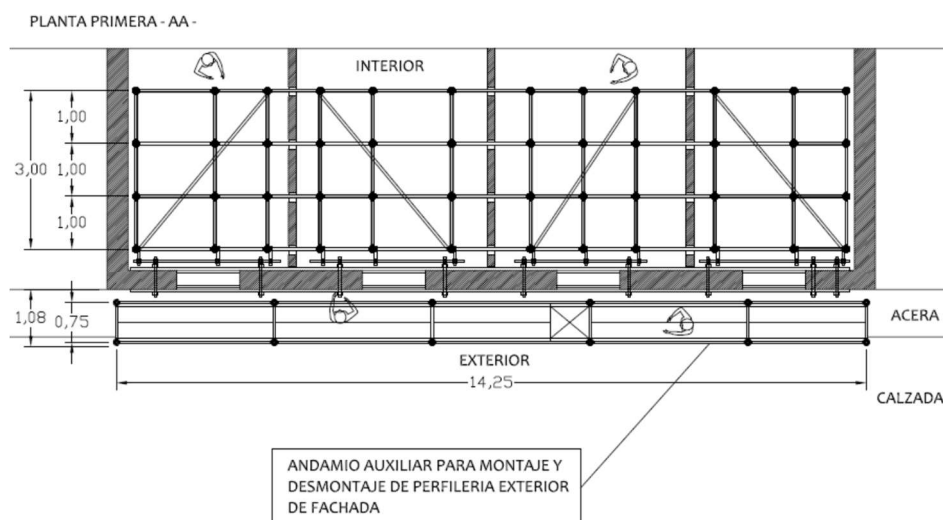 PLANTA PRIMERA - AA -
INTERIOR
1,00
3,00
1,00
1,00
1,08
0,75
ACERA
EXTERIOR
14,25
CALZADA
ANDAMIO AUXILIAR PARA MONTAJE Y
DESMONTAJE DE PERFILERIA EXTERIOR
DE FACHADA